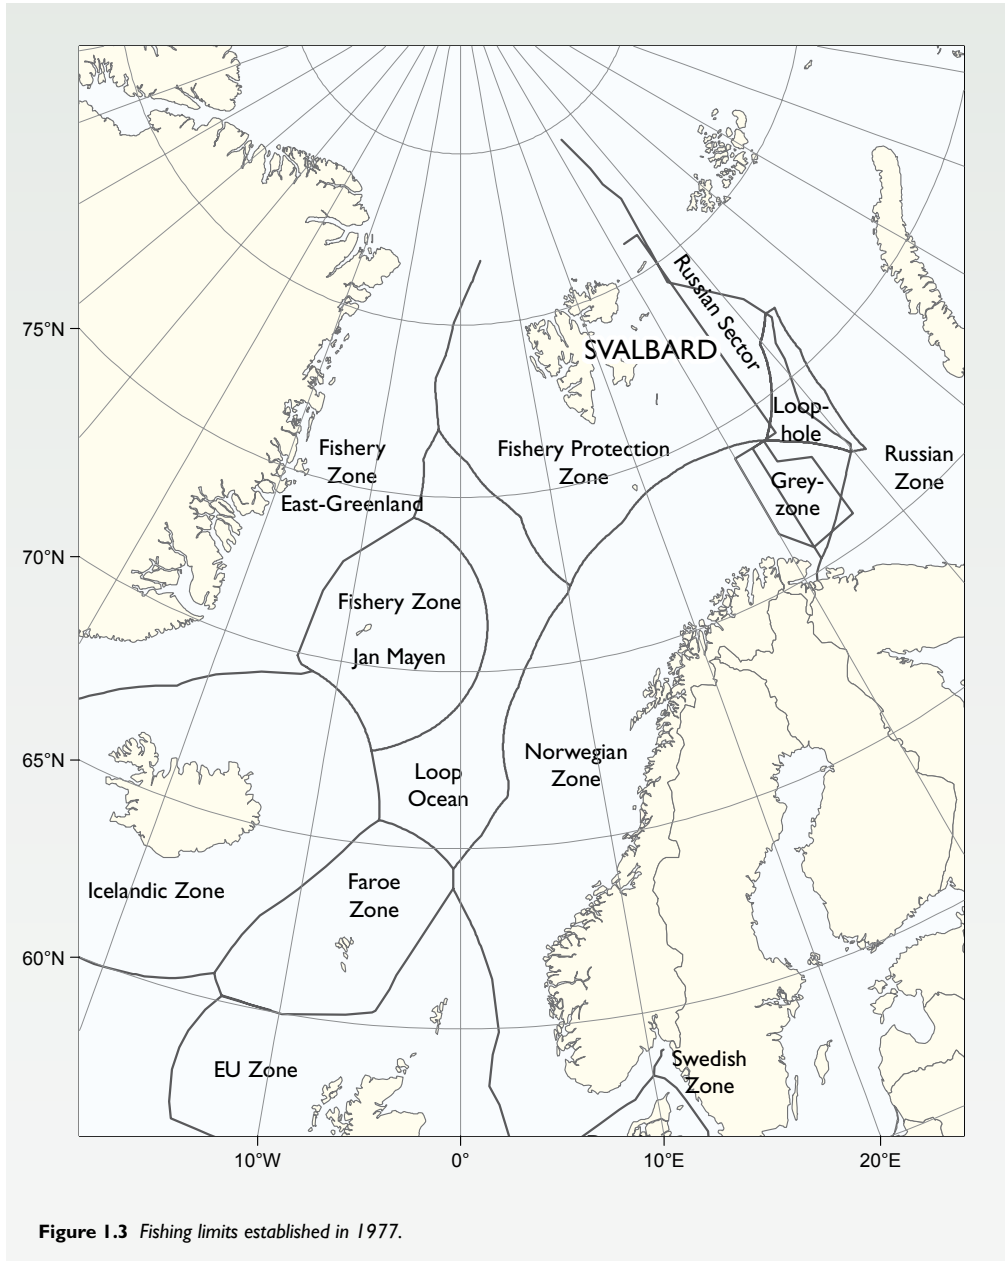 Russian Sector
75°N
SVALBARD
Loop-
hole
Fishery
Zone
East-Greenland
Fishery Protection
Zone
Russian
Zone
Grey-
zone
70°N
Fishery Zone
Jan Mayen
65°N
Norwegian
Zone
Loop
Ocean
Icelandic Zone
Faroe
Zone
60°N
EU Zone
Swedish
Zone
10°W
0°
10°E
20°E
Figure 1.3 Fishing limits established in 1977.